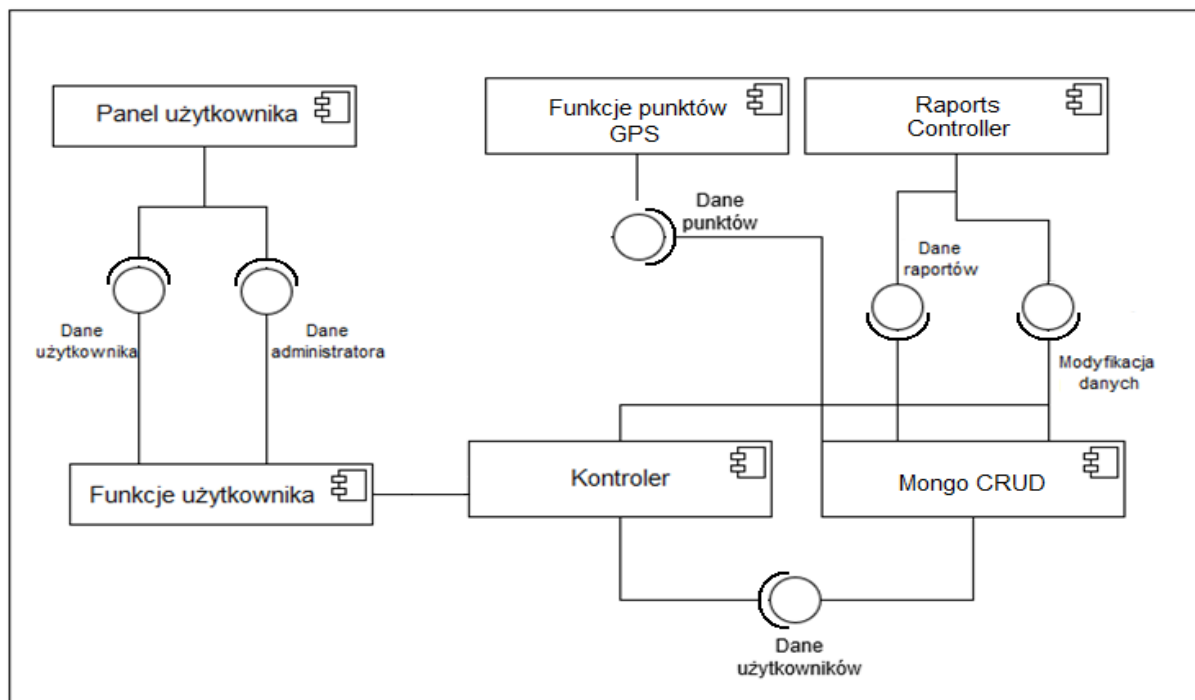 Panel użytkownika
Funkcje punktów
GPS
Raports
Controller
Dane
punktów
Dane
raportów
Dane
użytkownika
Dane
administratora
Modyfikacja
danych
Funkcje użytkownika
Kontroler
Mongo CRUD
Dane
użytkowników